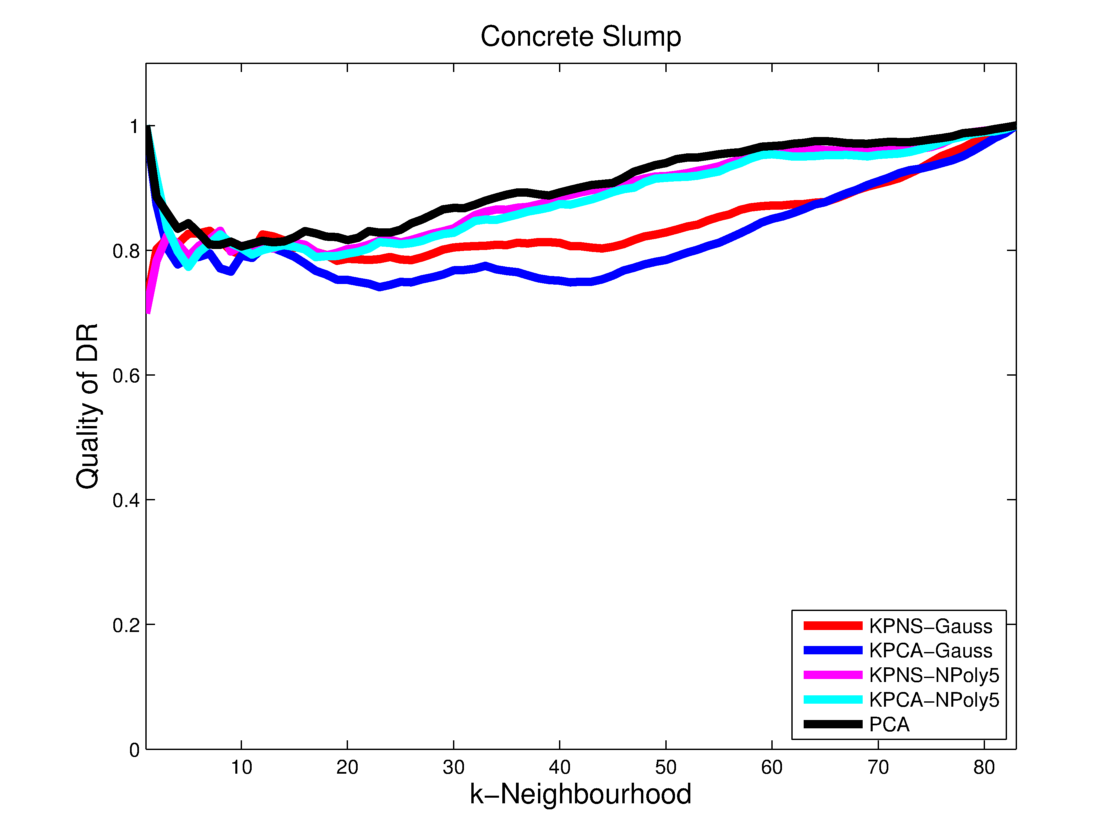 Concrete Slump
1
0.8
0.6
0.4
0.2
0
Quality of DR
10 20 30 40 50 60 70 80
k−Neighbourhood
KPNS−Gauss
KPCA−Gauss
KPNS−NPoly5
KPCA−NPoly5
PCA